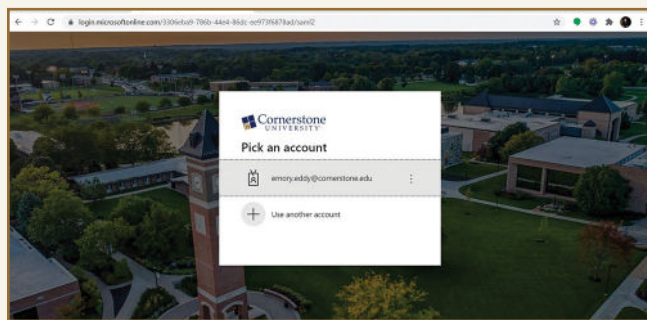 login.microsoftonline.com/3306eba9-786b-44e4-86dc-ee973f6878ad/saml2
Cornerstone
UNIVERSITY
Pick an account
emory.eddy@cornerstone.edu
Use another account